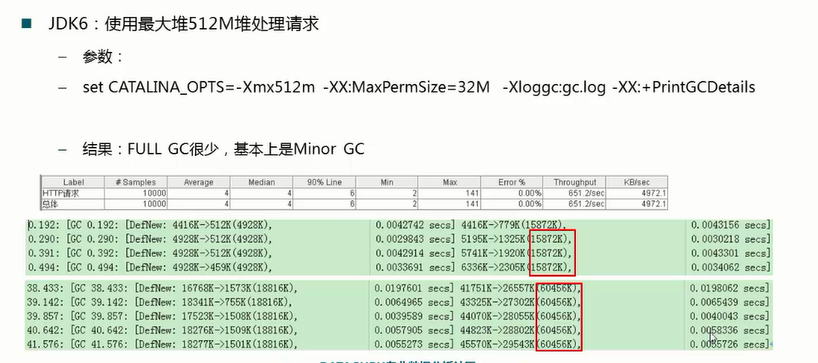 JDK6：使用最大堆512M堆处理请求
– 参数：
– set CATALINA_OPTS=-Xmx512m -XX:MaxPermSize=32M -Xloggc:gc.log -XX:+PrintGCDetails
– 结果：FULL GC很少，基本上是Minor GC
Label # Samples Average Median 90% Line Min Max Error % Throughput KB/sec
HTTP请求 10000 4 4 6 2 141 0.00% 651.2/sec 4972.1
总体 10000 4 4 6 2 141 0.00% 651.2/sec 4972.1
0.192: [GC 0.192: [DefNew: 4416K->512K(4928K), 0.0042742 secs] 4416K->779K(15872K), 0.0043156 secs]
0.290: [GC 0.290: [DefNew: 4928K->512K(4928K), 0.0029843 secs] 5195K->1325K(15872K), 0.0030218 secs]
0.391: [GC 0.392: [DefNew: 4928K->512K(4928K), 0.0042914 secs] 5741K->1920K(15872K), 0.0043301 secs]
0.494: [GC 0.494: [DefNew: 4928K->459K(4928K), 0.0033691 secs] 6336K->2305K(15872K), 0.0034062 secs]
38.433: [GC 38.433: [DefNew: 16768K->1573K(18816K), 0.0197601 secs] 41751K->26557K(60456K), 0.0198062 secs]
39.142: [GC 39.142: [DefNew: 18341K->755K(18816K), 0.0064965 secs] 43325K->27302K(60456K), 0.0065439 secs]
39.857: [GC 39.857: [DefNew: 17523K->1508K(18816K), 0.0039589 secs] 44070K->28055K(60456K), 0.0040043 secs]
40.642: [GC 40.642: [DefNew: 18276K->1509K(18816K), 0.0057905 secs] 44823K->28802K(60456K), 0.0058336 secs]
41.576: [GC 41.576: [DefNew: 18277K->1501K(18816K), 0.0055273 secs] 45570K->29543K(60456K), secs]